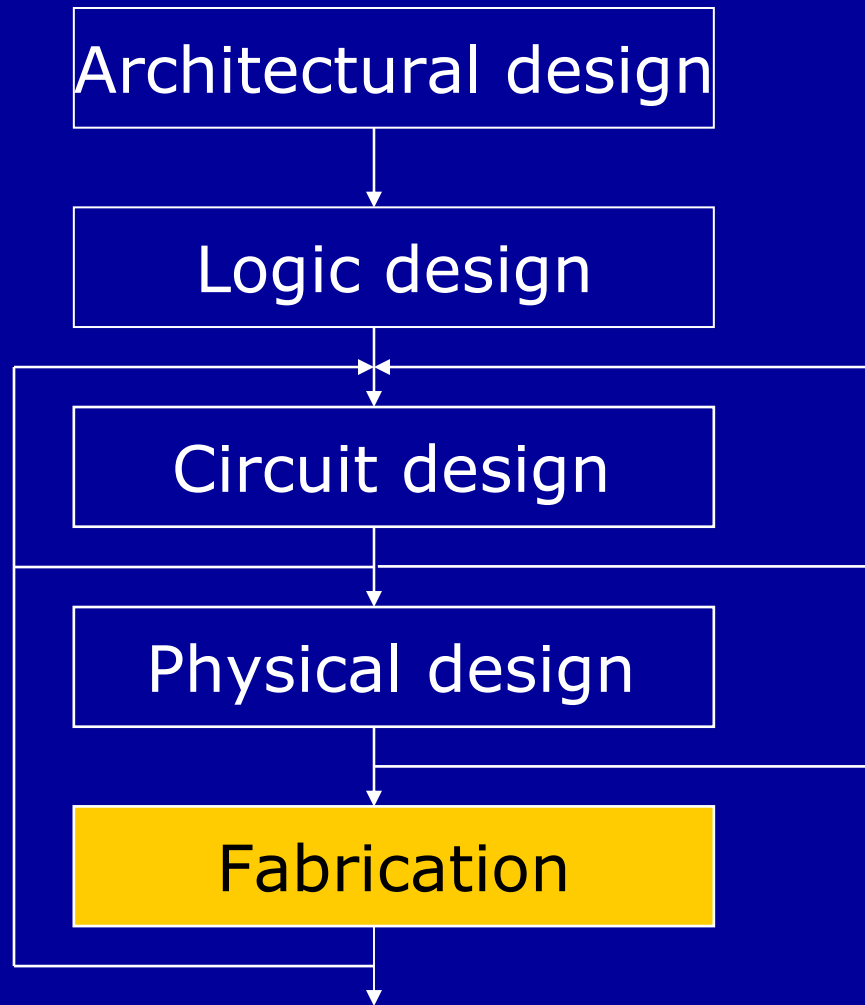 Architectural design
Logic design
Circuit design
Physical design
Fabrication